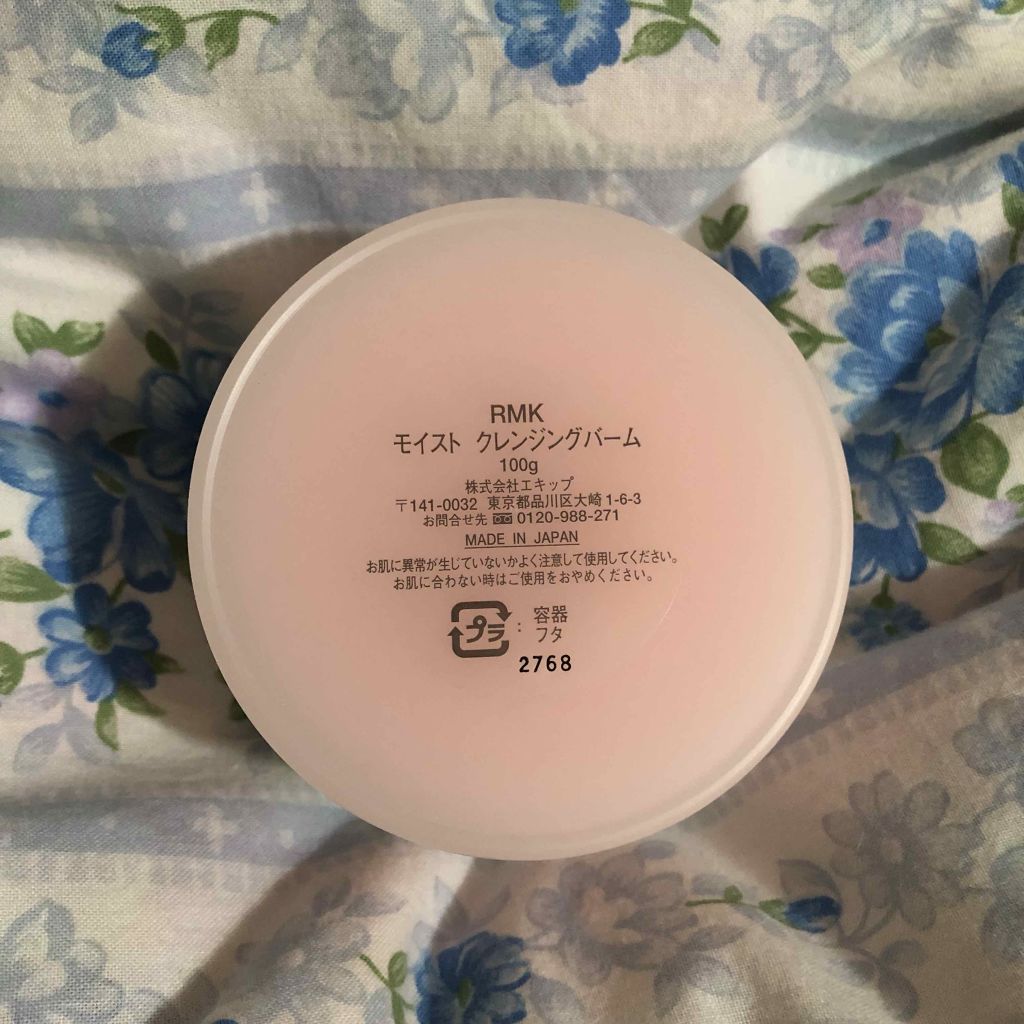 RMK
モイスト クレンジングバーム
100g
株式会社エキップ
〒141-0032 東京都品川区大崎1-6-3
お問合せ先 0120-988-271
MADE IN JAPAN
お肌に異常が生じていないかよく注意して使用してください。
お肌に合わない時はご使用をおやめください。
プラ : 容器
フタ
2768